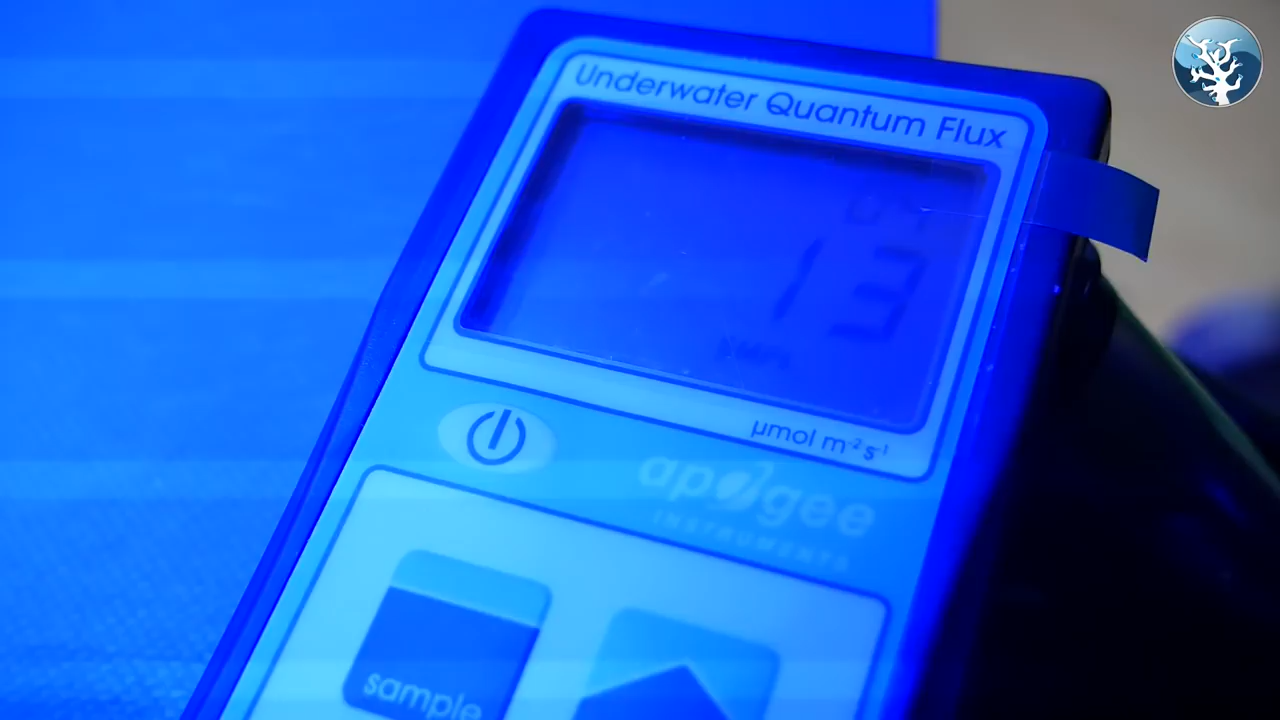 Underwater Quantum Flux
13
µmol m⁻² s⁻¹
apogee
INSTRUMENTS
sample